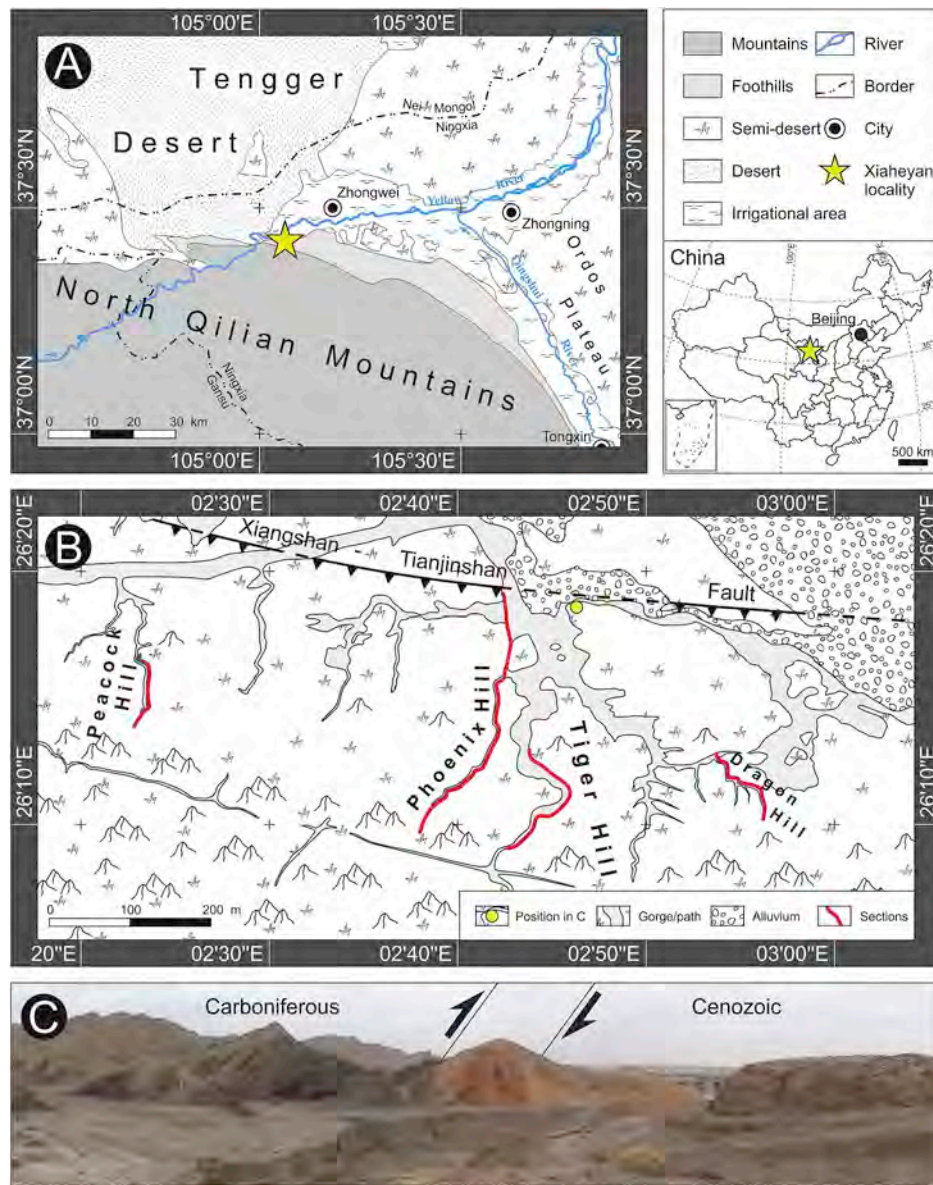 105°00'E
105°30'E
A
Tengger
Desert
Nei Mongol
Ningxia
37°30'N
37°30'N
Zhongwei
Yellow River
Zhongning
Qingshui River
Ordos Plateau
North Qilian Mountains
Ningxia
Gansu
37°00'N
37°00'N
Tongxin
0 10 20 30 km
105°00'E
105°30'E
Mountains
River
Foothills
Border
Semi-desert
City
Desert
Xiaheyan
locality
Irrigational area
China
Beijing
500 km
02'30"E
02'40"E
02'50"E
03'00"E
B
26'20"E
26'20"E
Xiangshan
Tianjinshan
Fault
Peacock
Hill
Phoenix Hill
Tiger Hill
Dragon
Hill
26'10"E
26'10"E
0 100 200 m
Position in C
Gorge/path
Alluvium
Sections
20"E
02'30"E
02'40"E
02'50"E
03'00"E
C
Carboniferous
Cenozoic